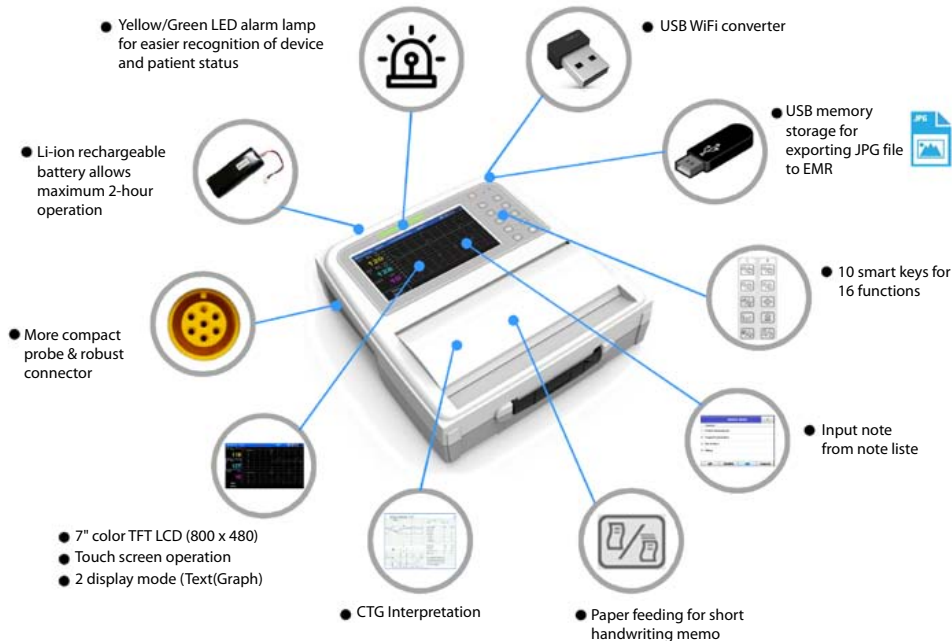 Yellow/Green LED alarm lamp
for easier recognition of device
and patient status
USB WiFi converter
USB memory
storage for
exporting JPG file
to EMR
JPG
Li-ion rechargeable
battery allows
maximum 2-hour
operation
10 smart keys for
16 functions
More compact
probe & robust
connector
Input note
from note liste
7" color TFT LCD (800 x 480)
Touch screen operation
2 display mode (Text(Graph)
CTG Interpretation
Paper feeding for short
handwriting memo